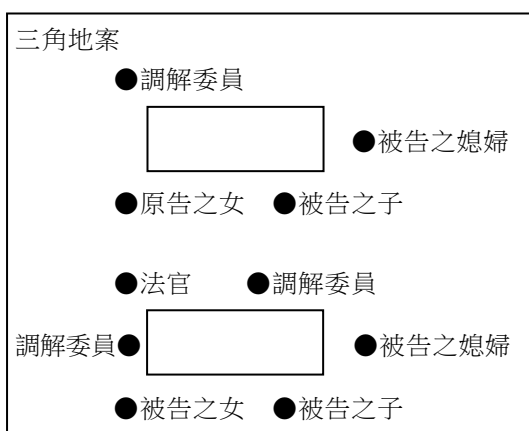 三角地案
●調解委員
●被告之媳婦
●原告之女 ●被告之子
●法官 ●調解委員
調解委員● ●被告之媳婦
●被告之女 ●被告之子